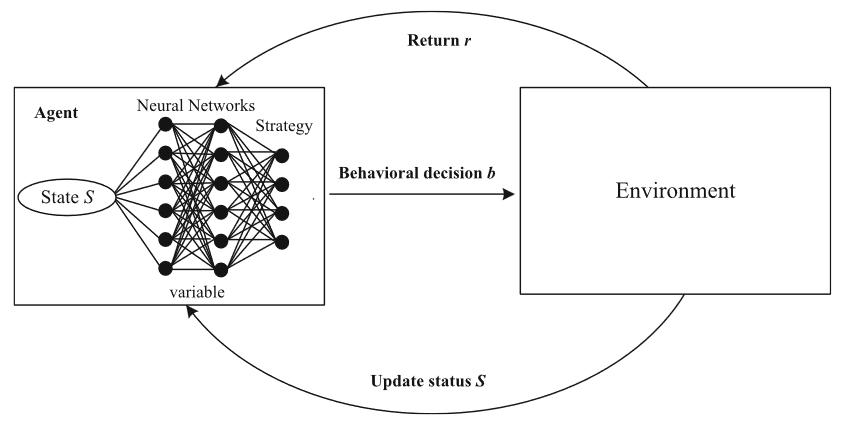 Return r
Agent
Neural Networks
Strategy
State S
Behavioral decision b
Environment
variable
Update status S